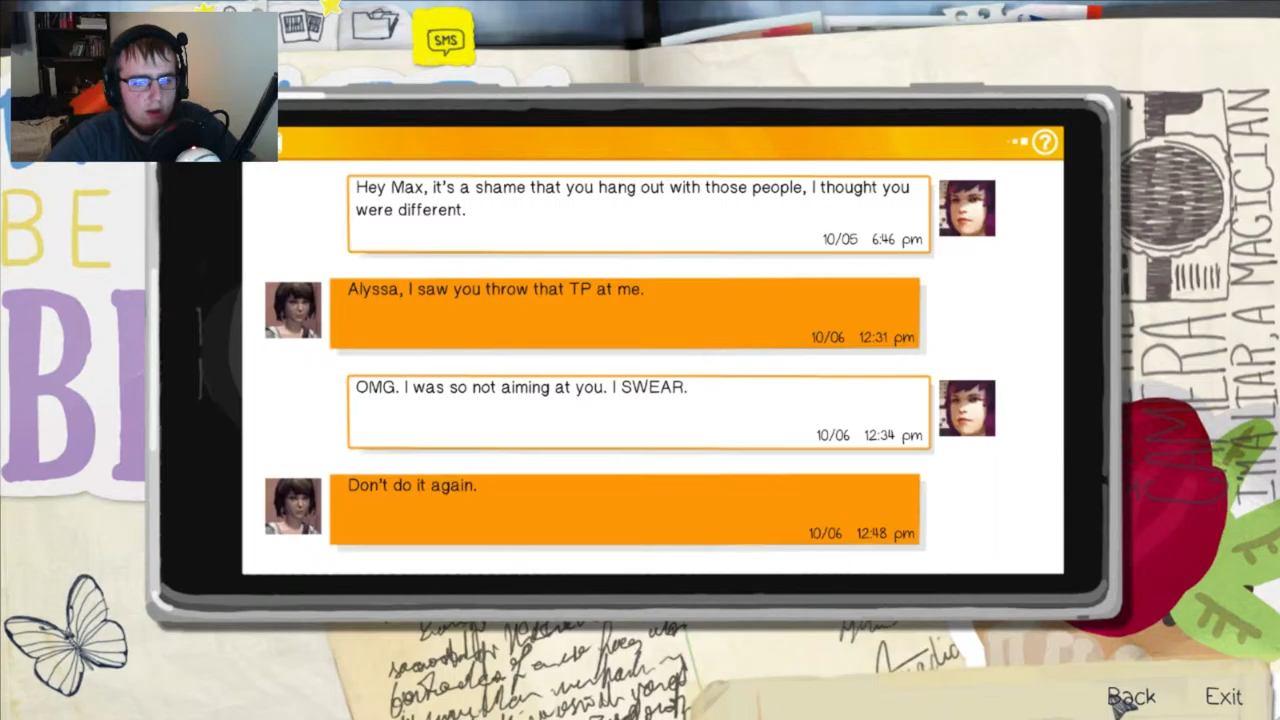 SMS
Hey Max, it's a shame that you hang out with those people, I thought you
were different.
10/05 6:46 pm
Alyssa, I saw you throw that TP at me.
10/06 12:31 pm
OMG. I was so not aiming at you. I SWEAR.
10/06 12:34 pm
Don't do it again.
10/06 12:48 pm
BE
CAMERA
A MAGICIAN
Back
Exit